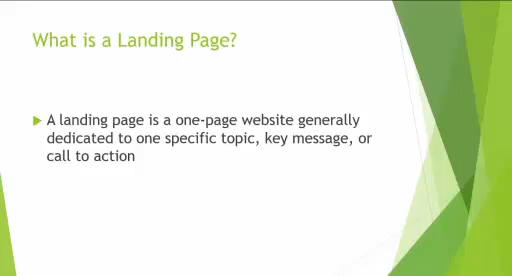 What is a Landing Page?
A landing page is a one-page website generally
dedicated to one specific topic, key message, or
call to action